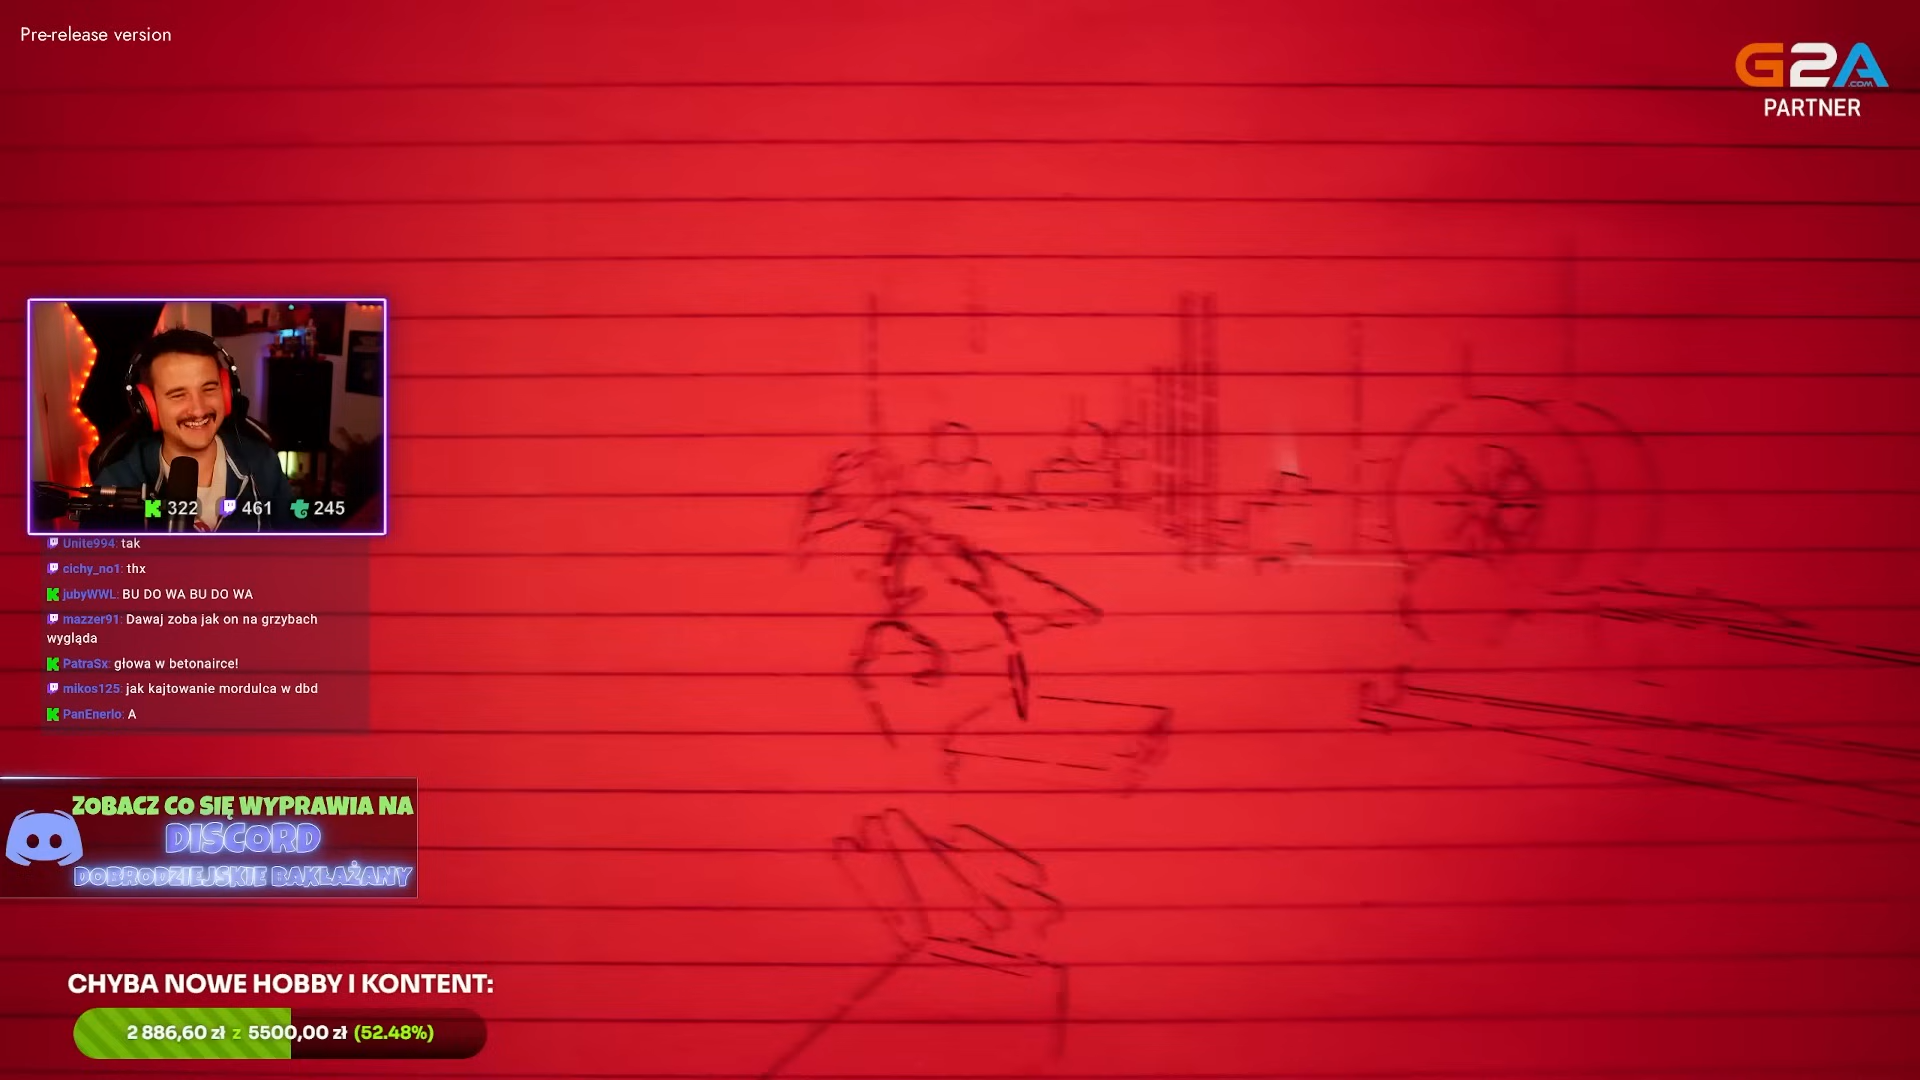 Pre-release version
G2A
.COM
PARTNER
322 461 245
Unite994: tak
cichy_no1: thx
jubyWWL: BU DO WA BU DO WA
mazzer91: Dawaj zoba jak on na grzybach
wygląda
PatraSx: głowa w betonairce!
mikos125: jak kajtowanie mordulca w dbd
PanEnerlo: A
ZOBACZ CO SIĘ WYPRAWIA NA
DISCORD
DOBRODZIEJSKIE BAKŁAŻANY
CHYBA NOWE HOBBY I KONTENT:
2 886,60 zł z 5500,00 zł (52.48%)